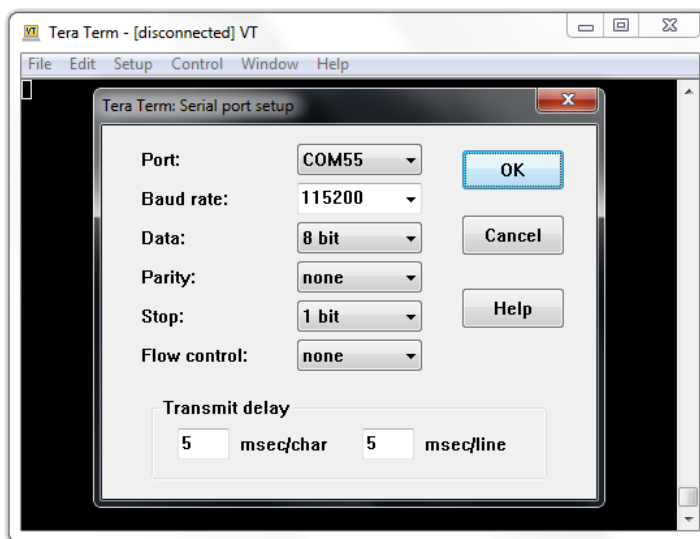 VT Tera Term - [disconnected] VT
File Edit Setup Control Window Help
Tera Term: Serial port setup
Port: COM55
OK
Baud rate: 115200
Data: 8 bit
Cancel
Parity: none
Stop: 1 bit
Help
Flow control: none
Transmit delay
5 msec/char 5 msec/line